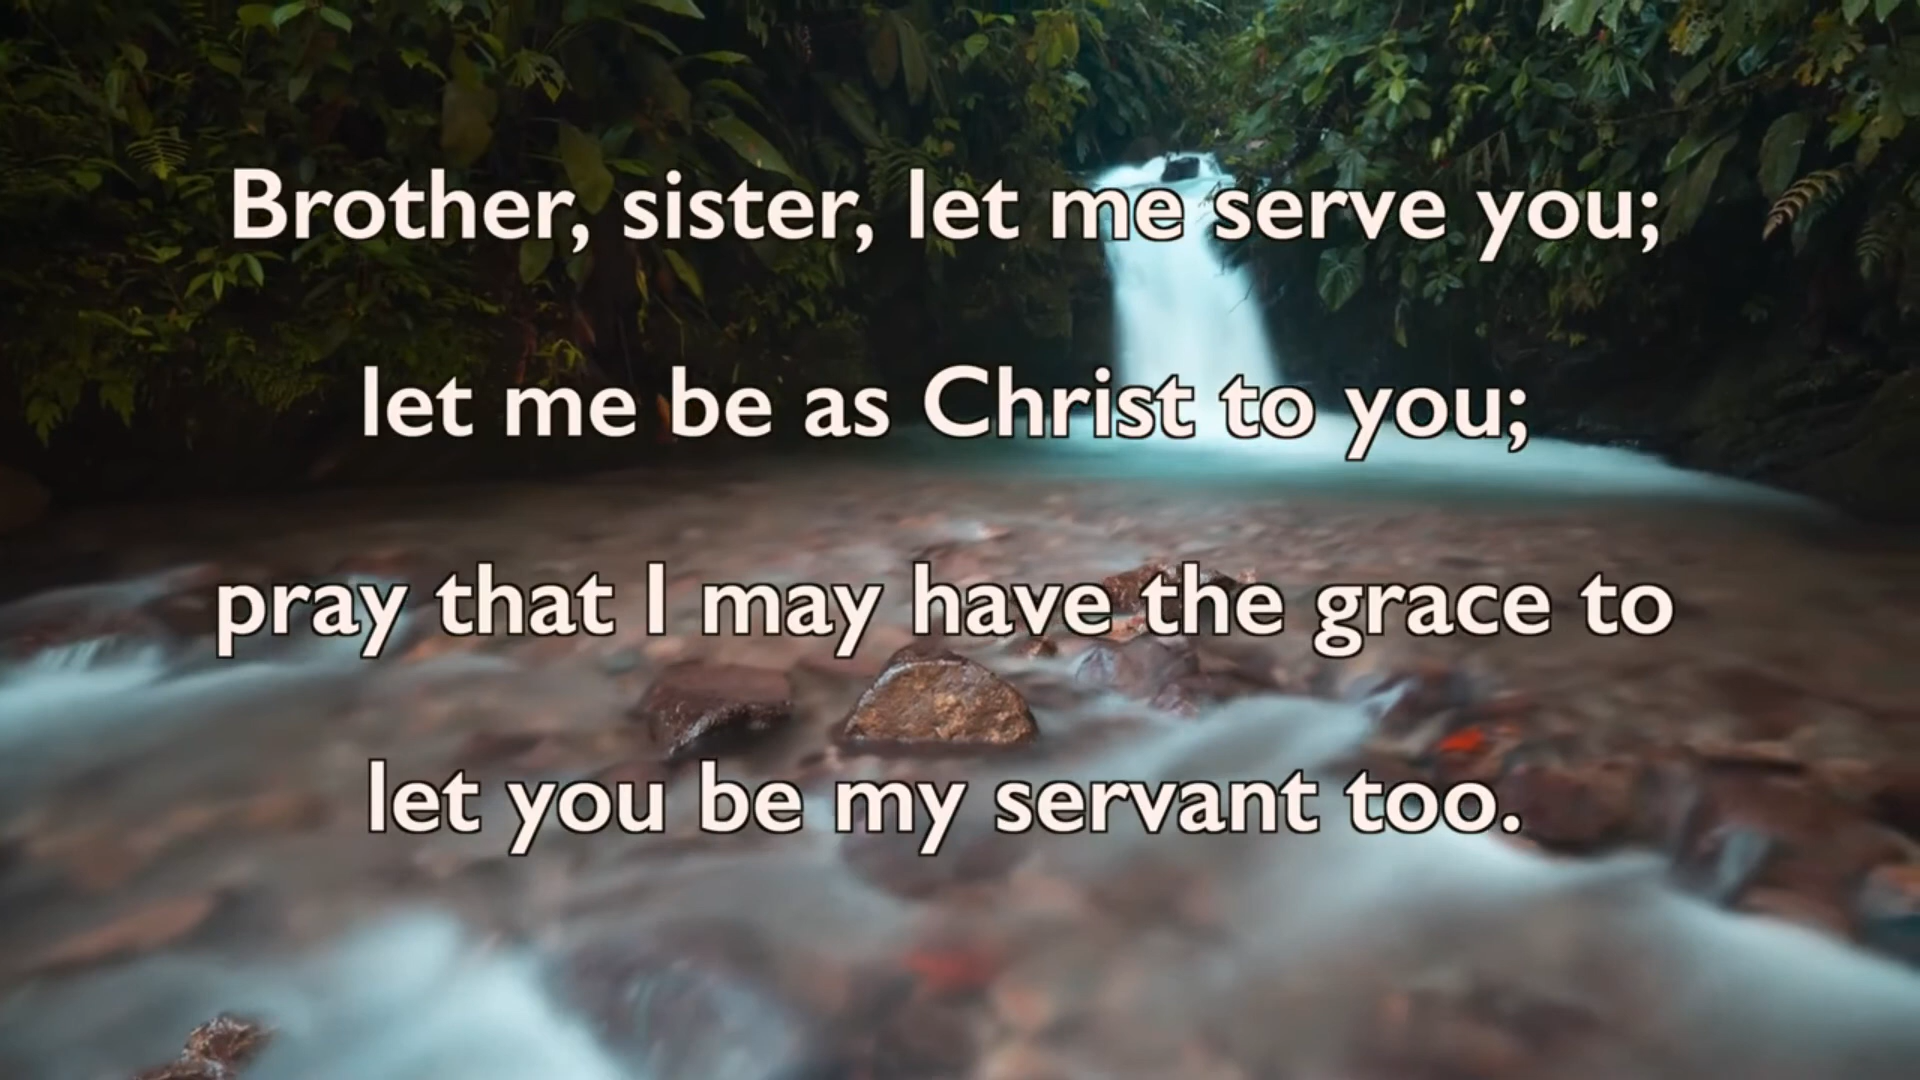 Brother, sister, let me serve you;
let me be as Christ to you;
pray that I may have the grace to
let you be my servant too.